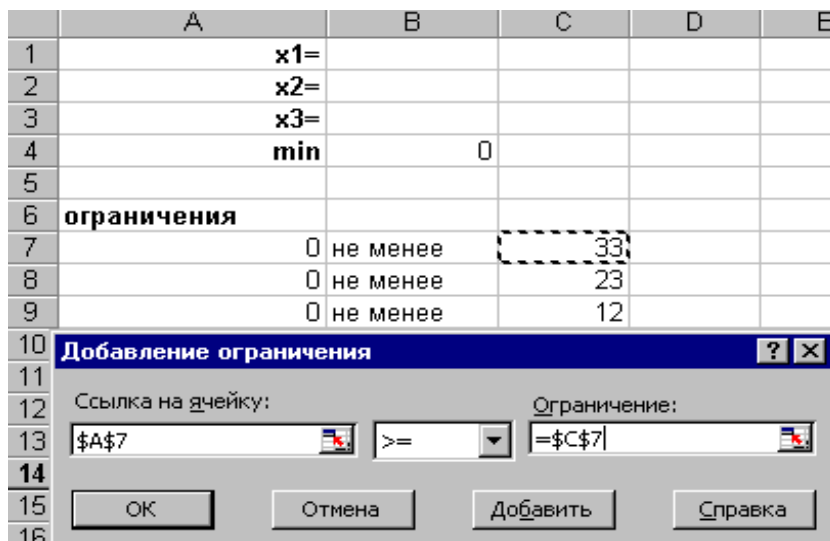 A B C D E
1 x1=
2 x2=
3 x3=
4 min 0
5
6 ограничения
7 0 не менее 33
8 0 не менее 23
9 0 не менее 12
10
Добавление ограничения ? ×
11
12 Ссылка на ячейку: Ограничение:
13 $A$7 >= =$C$7
14
15 OK Отмена Добавить Справка
16